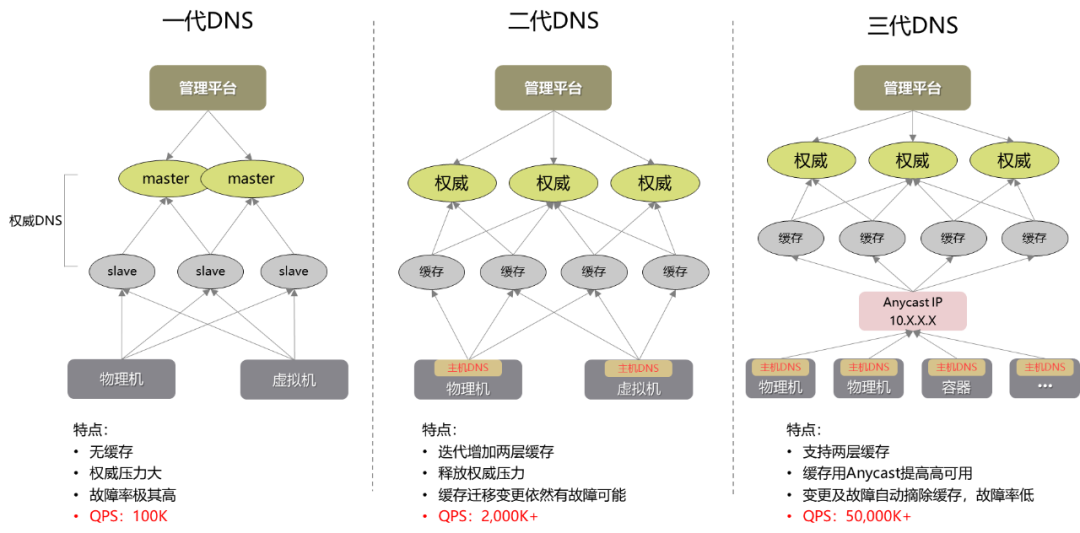 一代DNS
管理平台
master
master
权威DNS
slave
slave
slave
物理机
虚拟机
特点：
• 无缓存
• 权威压力大
• 故障率极其高
• QPS：100K
二代DNS
管理平台
权威
权威
权威
缓存
缓存
缓存
缓存
主机DNS
物理机
主机DNS
虚拟机
特点：
• 迭代增加两层缓存
• 释放权威压力
• 缓存迁移变更依然有故障可能
• QPS：2,000K+
三代DNS
管理平台
权威
权威
权威
缓存
缓存
缓存
缓存
Anycast IP
10.X.X.X
主机DNS
物理机
主机DNS
物理机
主机DNS
容器
主机DNS
...
特点：
• 支持两层缓存
• 缓存用Anycast提高高可用
• 变更及故障自动摘除缓存，故障率低
• QPS：50,000K+